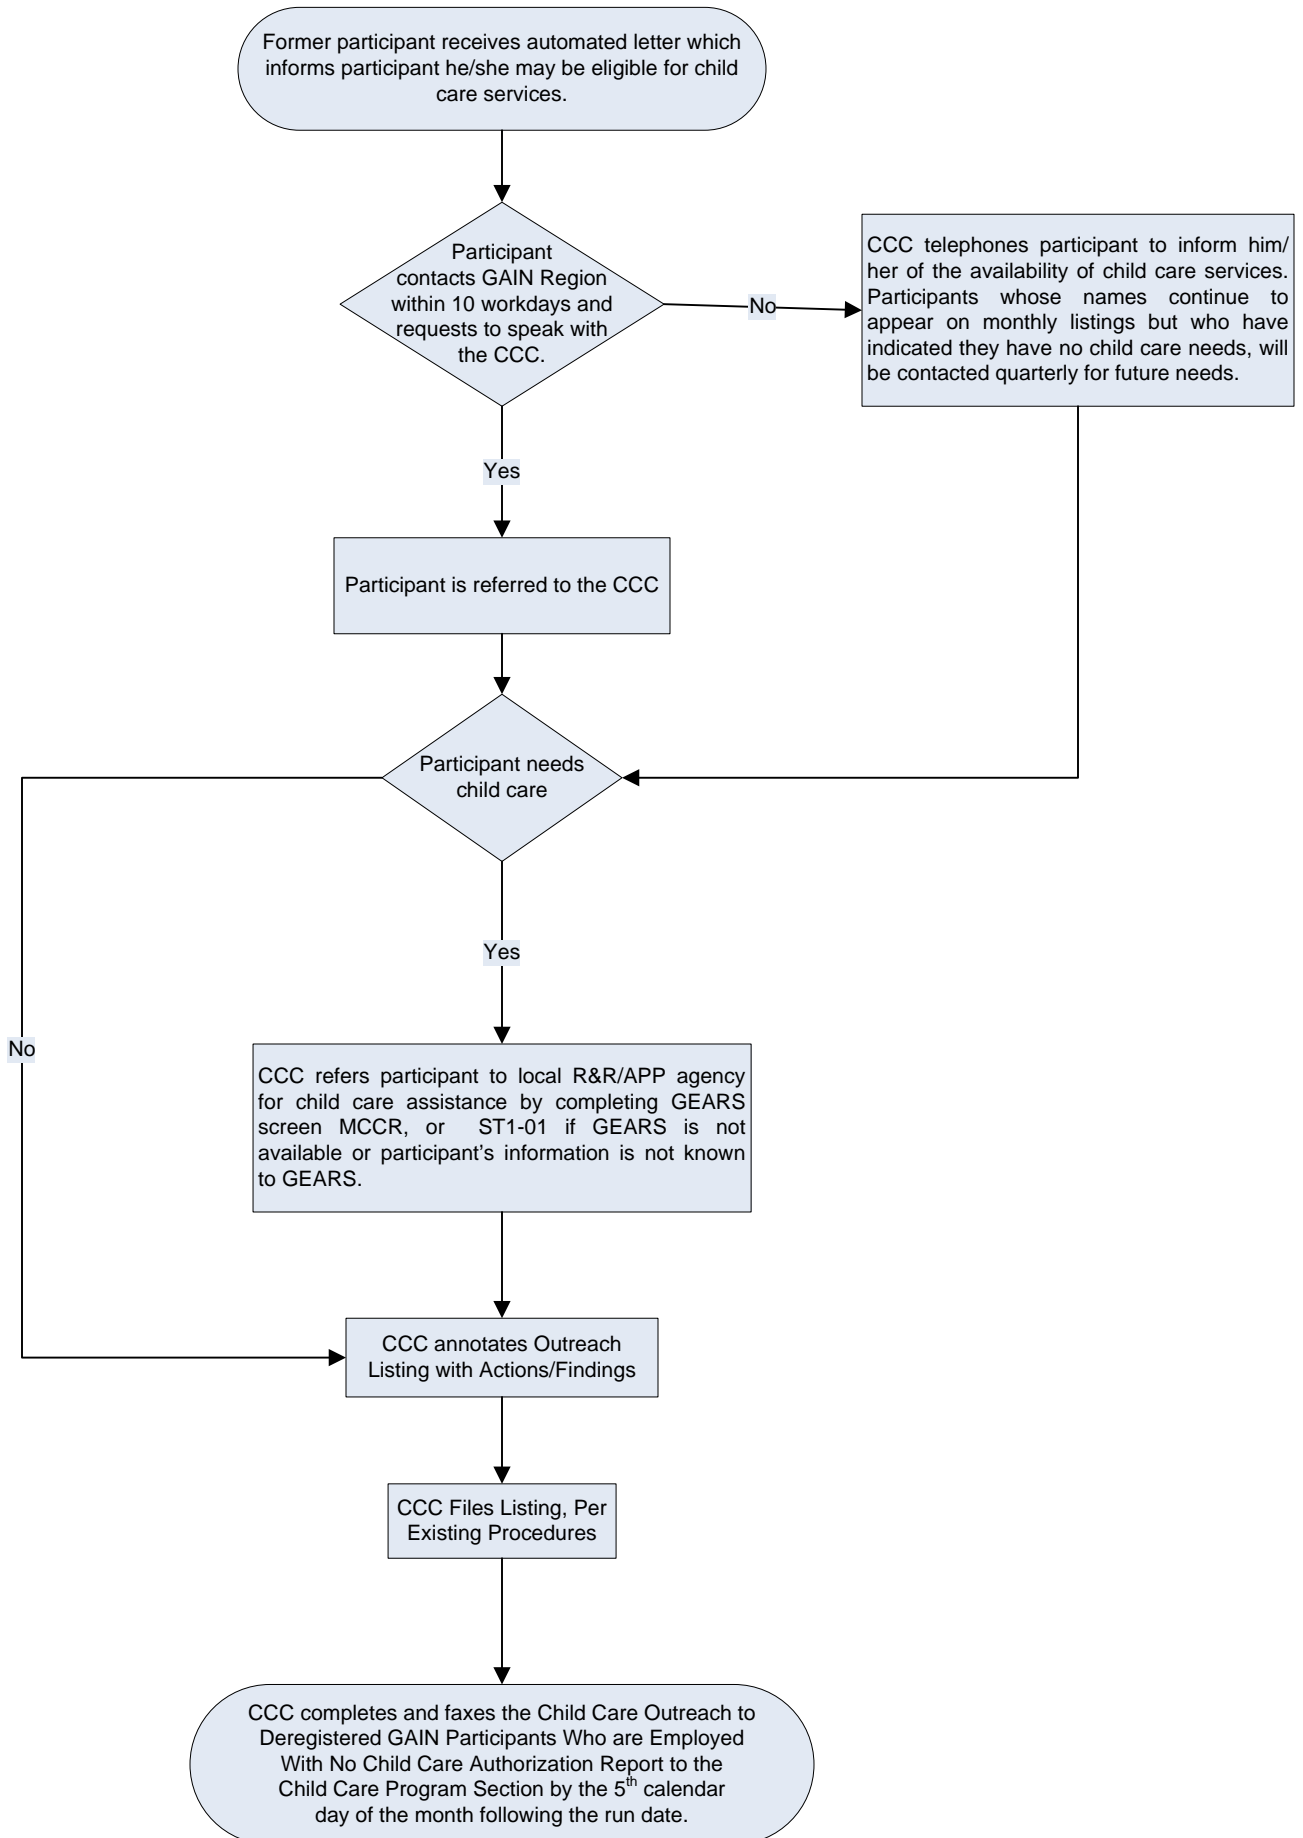 Former participant receives automated letter which
informs participant he/she may be eligible for child
care services.
Participant
contacts GAIN Region
within 10 workdays and
requests to speak with
the CCC.
No
CCC telephones participant to inform him/
her of the availability of child care services.
Participants whose names continue to
appear on monthly listings but who have
indicated they have no child care needs, will
be contacted quarterly for future needs.
Yes
Participant is referred to the CCC
Participant needs
child care
Yes
No
CCC refers participant to local R&R/APP agency
for child care assistance by completing GEARS
screen MCCR, or ST1-01 if GEARS is not
available or participant's information is not known
to GEARS.
CCC annotates Outreach
Listing with Actions/Findings
CCC Files Listing, Per
Existing Procedures
CCC completes and faxes the Child Care Outreach to
Deregistered GAIN Participants Who are Employed
With No Child Care Authorization Report to the
Child Care Program Section by the 5th calendar
day of the month following the run date.